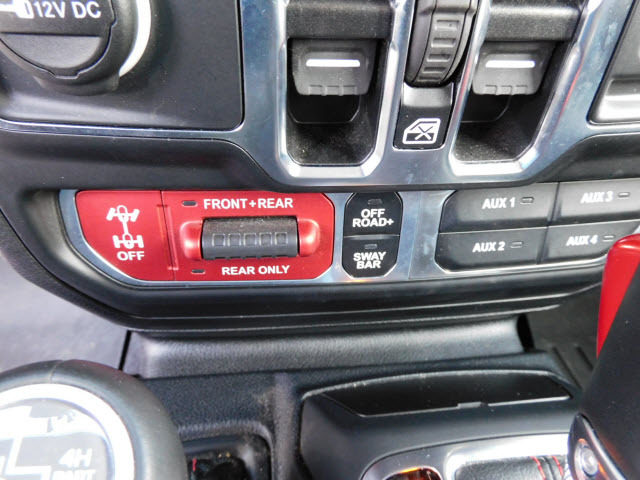 12V DC
FRONT+REAR
OFF
REAR ONLY
OFF
ROAD+
SWAY
BAR
AUX 1
AUX 3
AUX 2
AUX 4
4H